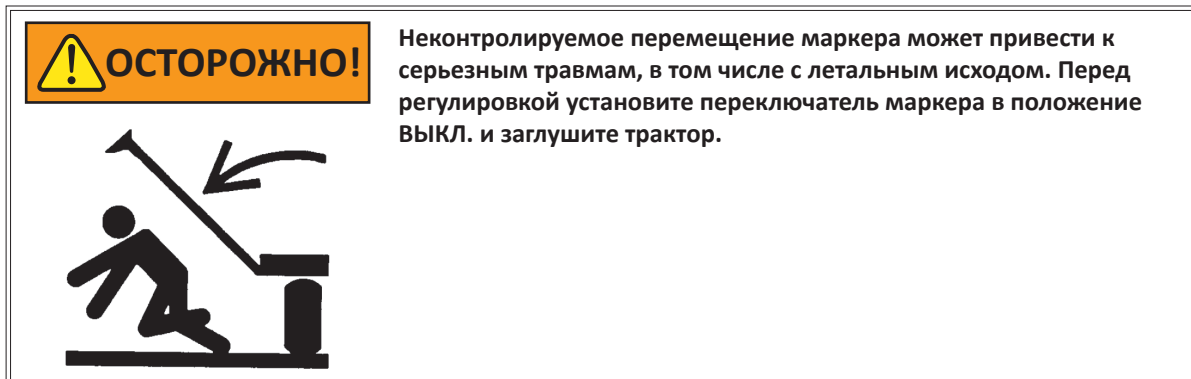 ОСТОРОЖНО!
Неконтролируемое перемещение маркера может привести к
серьезным травмам, в том числе с летальным исходом. Перед
регулировкой установите переключатель маркера в положение
ВЫКЛ. и заглушите трактор.